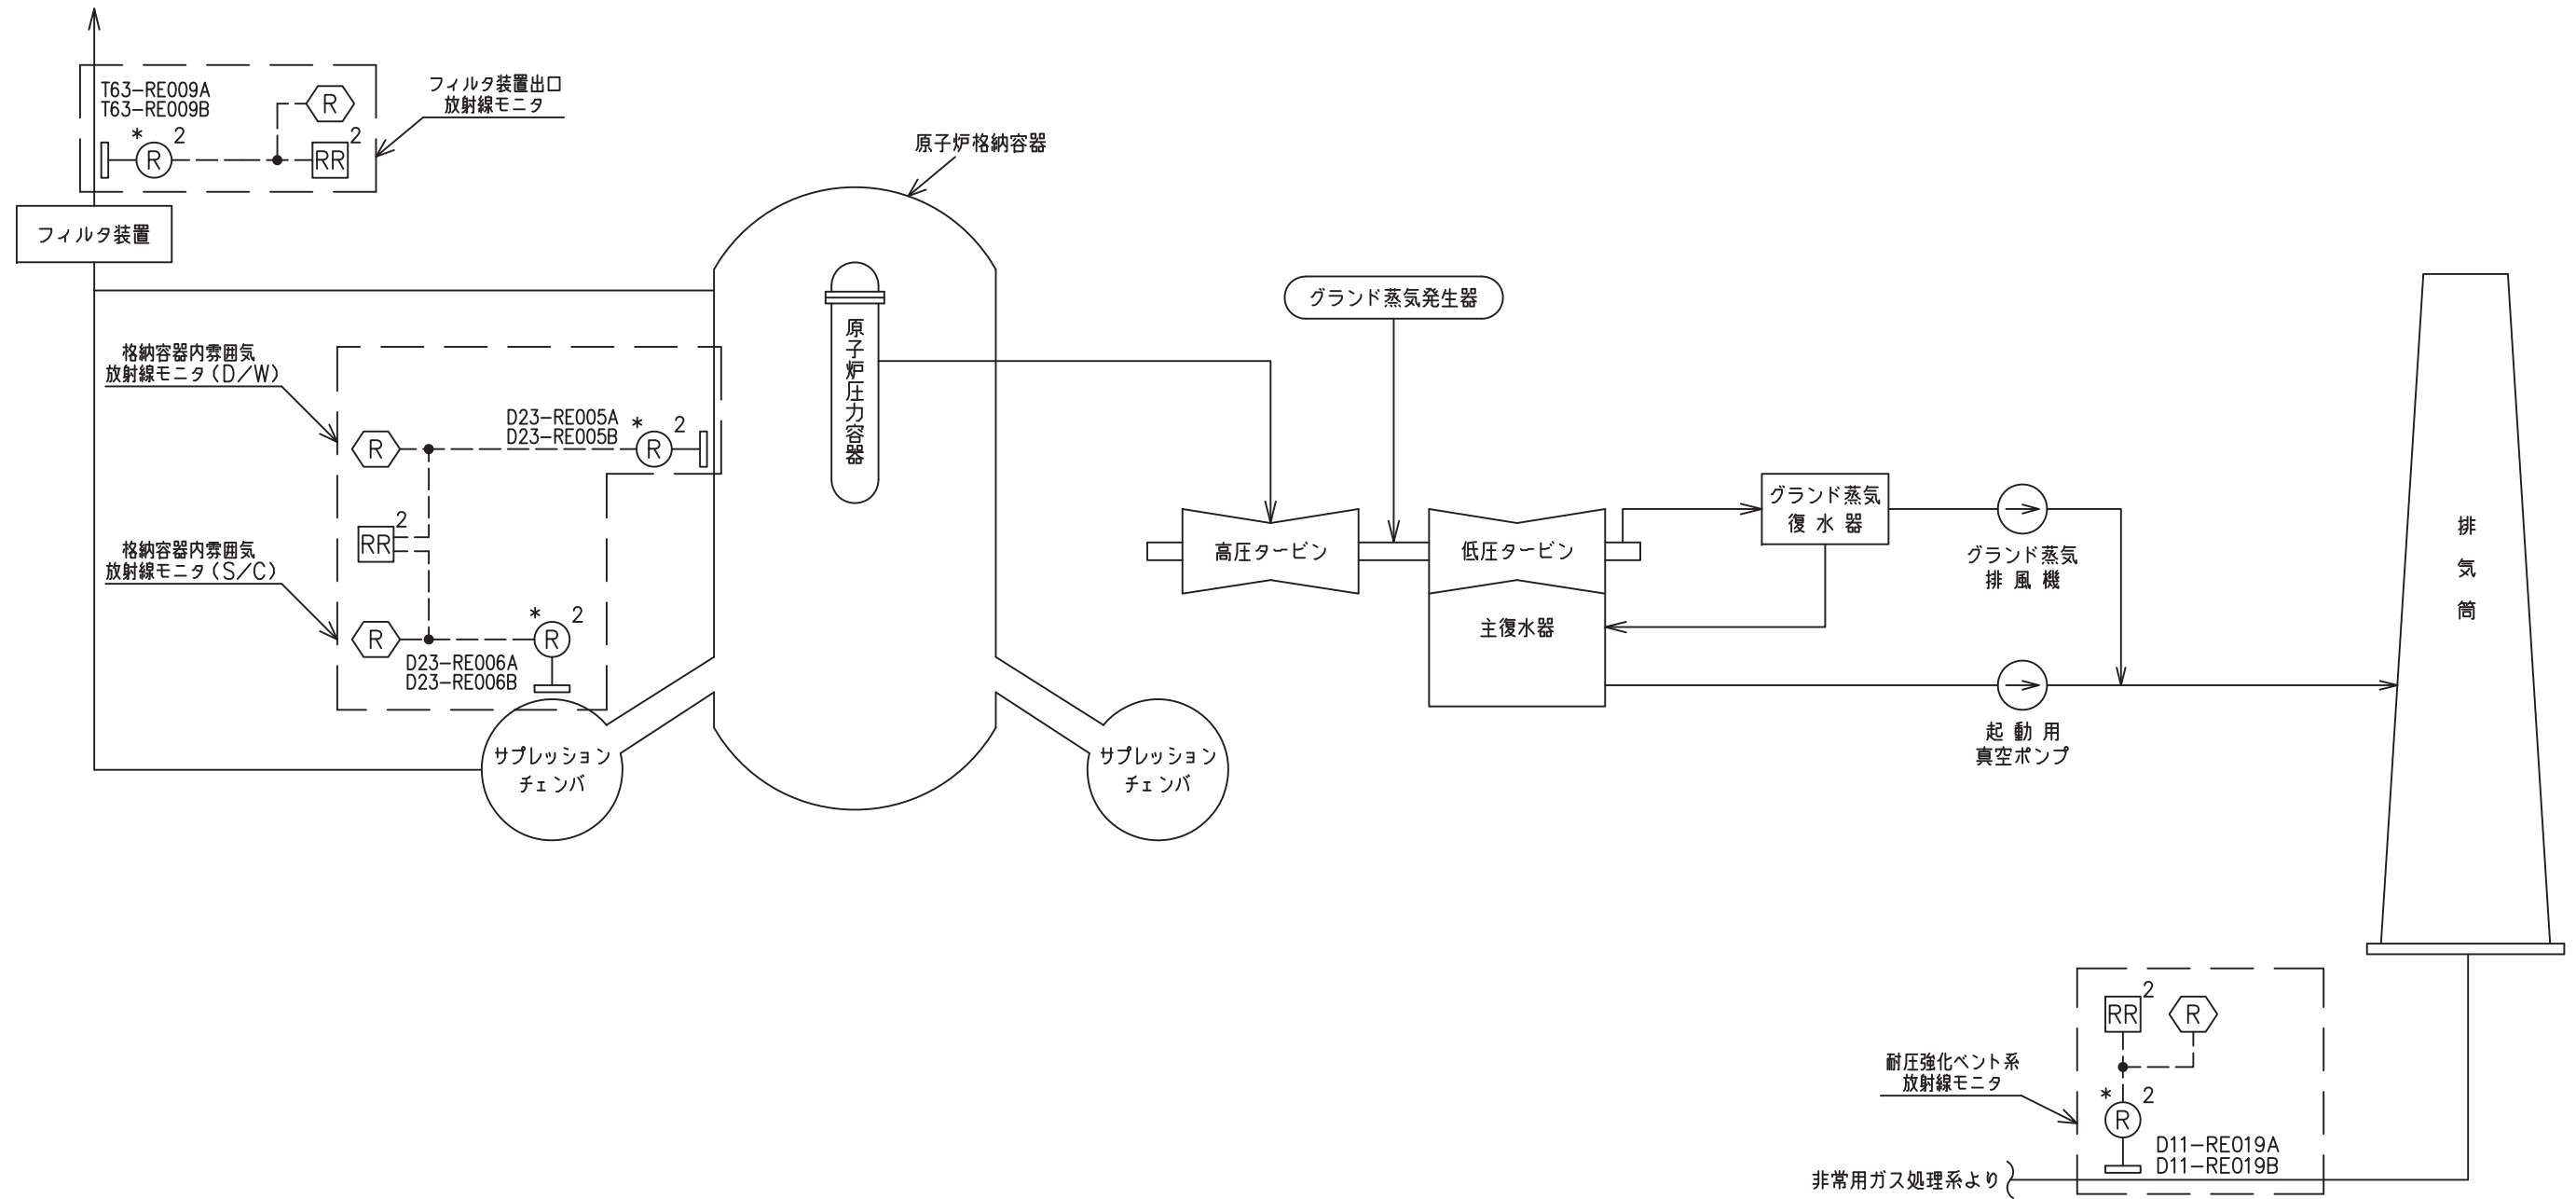 T63-RE009A
T63-RE009B
* 2
R
R
RR 2
フィルタ装置出口
放射線モニタ
フィルタ装置
原子炉格納容器
原子炉圧力容器
格納容器内雰囲気
放射線モニタ(D/W)
R
D23-RE005A
D23-RE005B
* 2
R
RR 2
格納容器内雰囲気
放射線モニタ(S/C)
R
* 2
R
D23-RE006A
D23-RE006B
サプレッション
チェンバ
サプレッション
チェンバ
グランド蒸気発生器
高圧タービン
低圧タービン
主復水器
グランド蒸気
復水器
グランド蒸気
排風機
起動用
真空ポンプ
排気筒
RR 2
R
耐圧強化ベント系
放射線モニタ
* 2
R
D11-RE019A
D11-RE019B
非常用ガス処理系より